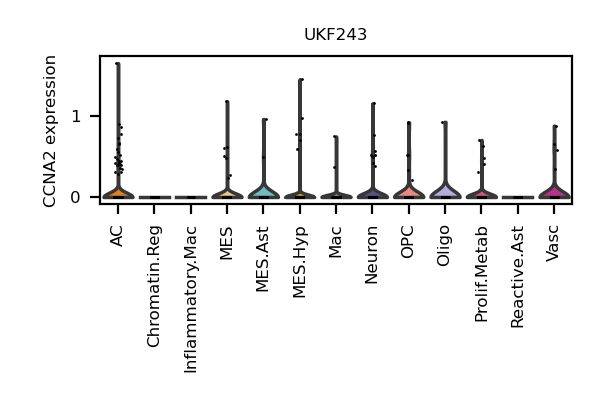 UKF243
CCNA2 expression
1
0
AC
Chromatin.Reg
Inflammatory.Mac
MES
MES.Ast
MES.Hyp
Mac
Neuron
OPC
Oligo
Prolif.Metab
Reactive.Ast
Vasc